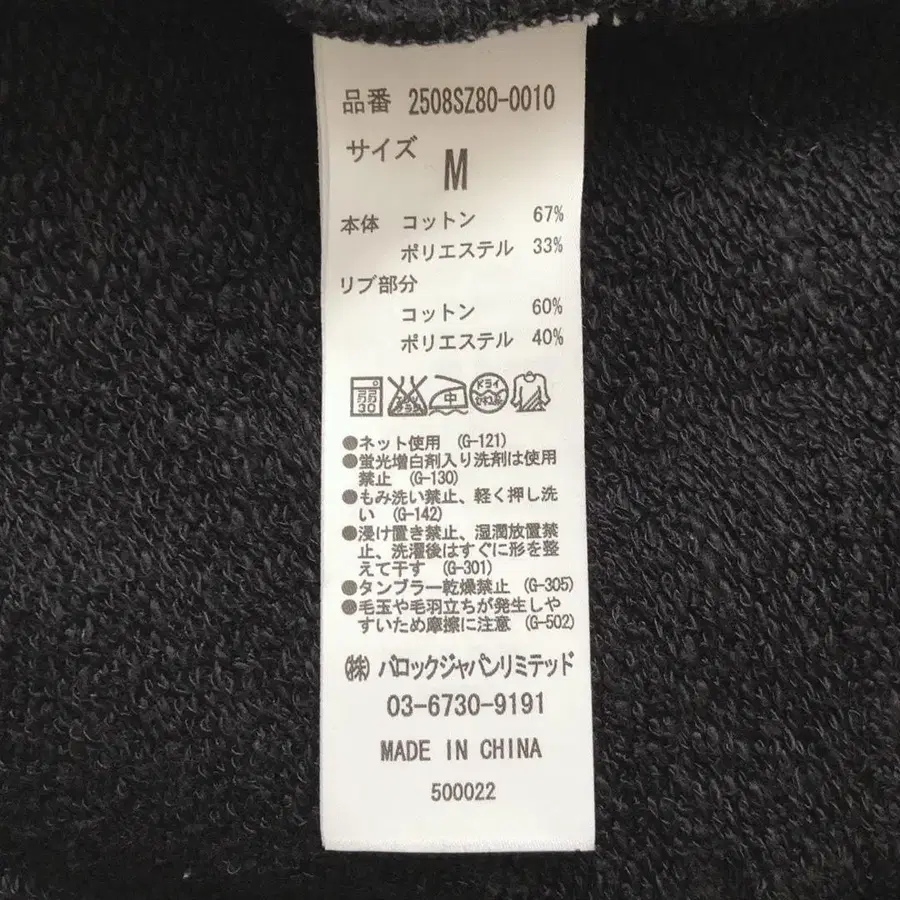 品番 2508SZ80-0010
サイズ M
本体 コットン 67%
ポリエステル 33%
リブ部分
コットン 60%
ポリエステル 40%
弱 30 中 ドライ
●ネット使用 (G-121)
●蛍光増白剤入り洗剤は使用
禁止 (G-130)
●もみ洗い禁止、軽く押し洗
い (G-142)
●浸け置き禁止、湿潤放置禁
止、洗濯後はすぐに形を整
えて干す (G-301)
●タンブラー乾燥禁止 (G-305)
●毛玉や毛羽立ちが発生しや
すいため摩擦に注意 (G-502)
㈱バロックジャパンリミテッド
03-6730-9191
MADE IN CHINA
500022